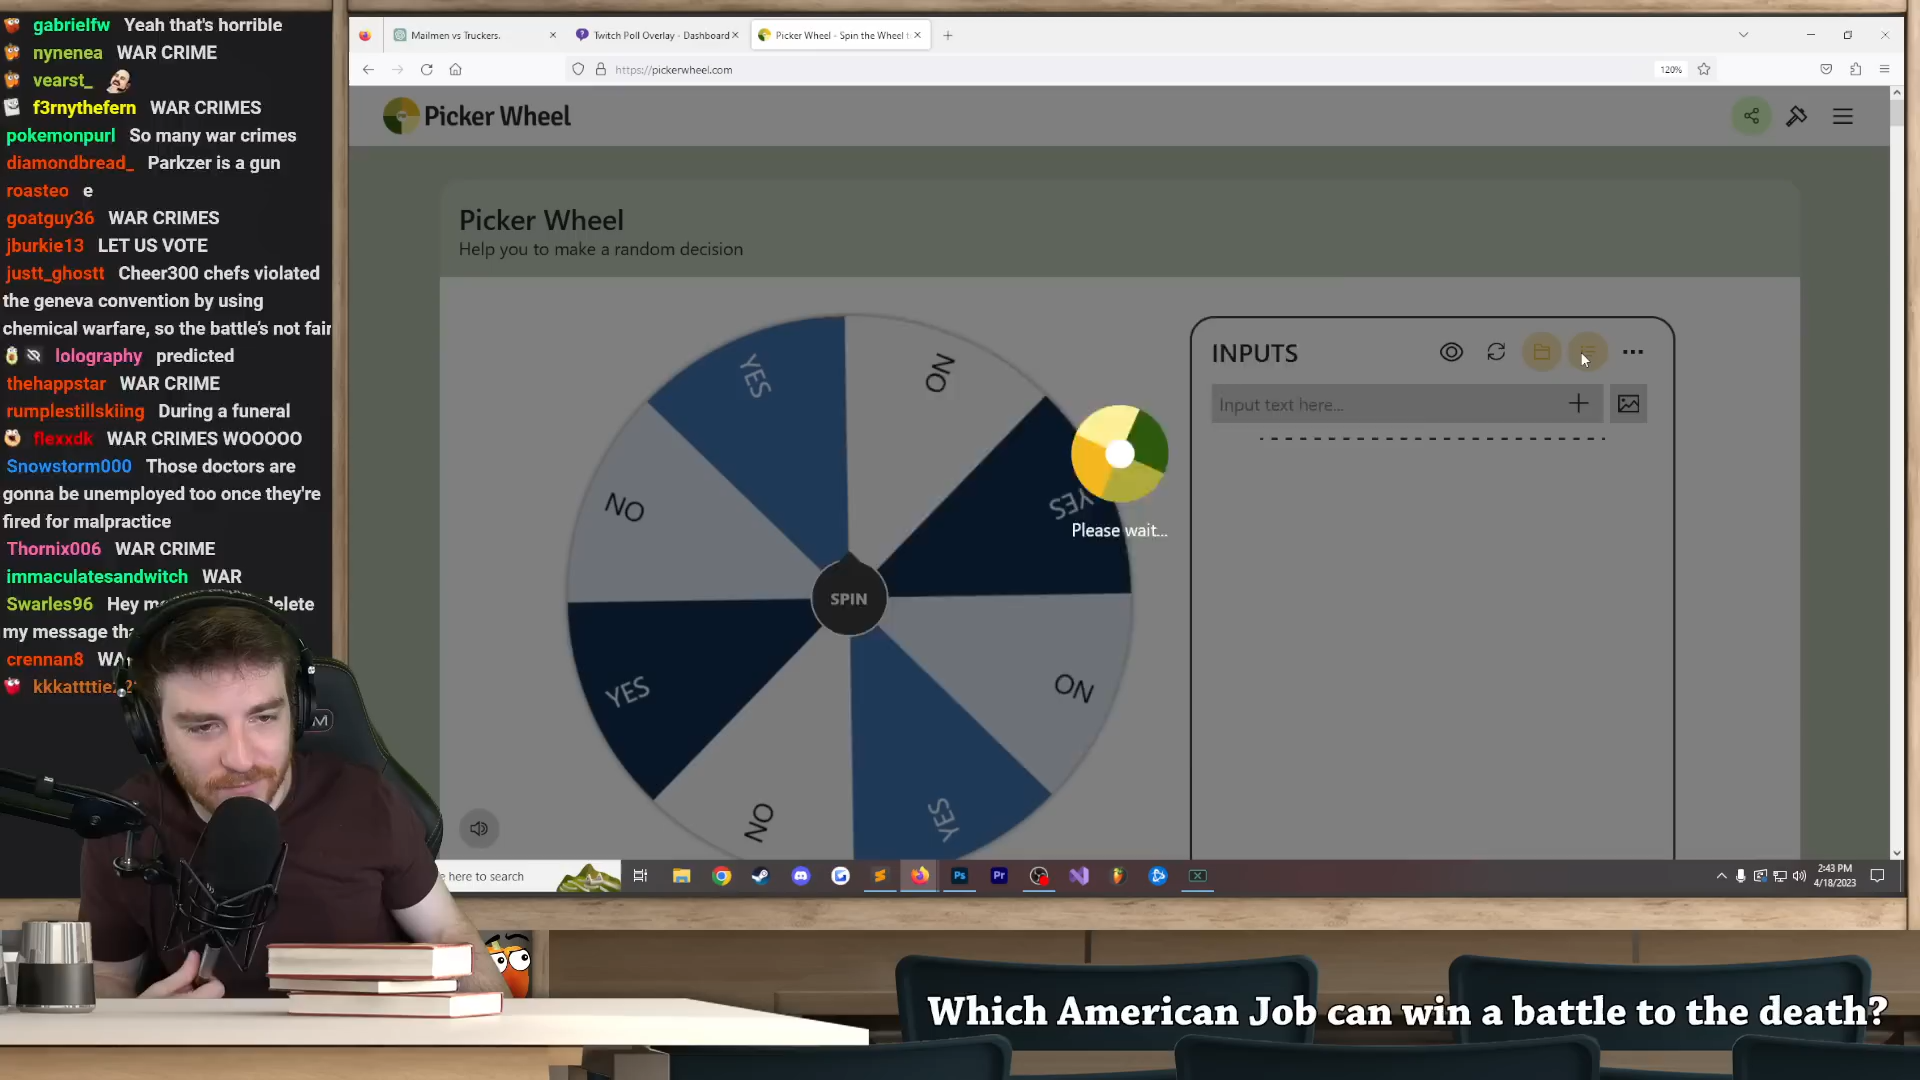 gabrielfw Yeah that's horrible
nynenea WAR CRIME
vearst_
f3rnythefern WAR CRIMES
pokemonpurl So many war crimes
diamondbread_ Parkzer is a gun
roasteo e
goatguy36 WAR CRIMES
jburkie13 LET US VOTE
justt_ghostt Cheer300 chefs violated
the geneva convention by using
chemical warfare, so the battle's not fair
lolography predicted
thehappstar WAR CRIME
rumplestillskiing During a funeral
flexxdk WAR CRIMES WOOOOO
Snowstorm000 Those doctors are
gonna be unemployed too once they're
fired for malpractice
Thornix006 WAR CRIME
immaculatesandwitch WAR
Swarles96 Hey delete
my message
crennan8
Mailmen vs Truckers.
Twitch Poll Overlay - Dashboard
Picker Wheel - Spin the Wheel t
https://pickerwheel.com
120%
Picker Wheel
Picker Wheel
Help you to make a random decision
YES
NO
YES
NO
YES
NO
YES
NO
SPIN
Please wait...
INPUTS
Input text here...
e here to search
Ps
Pr
2:43 PM
4/18/2023
Which American Job can win a battle to the death?